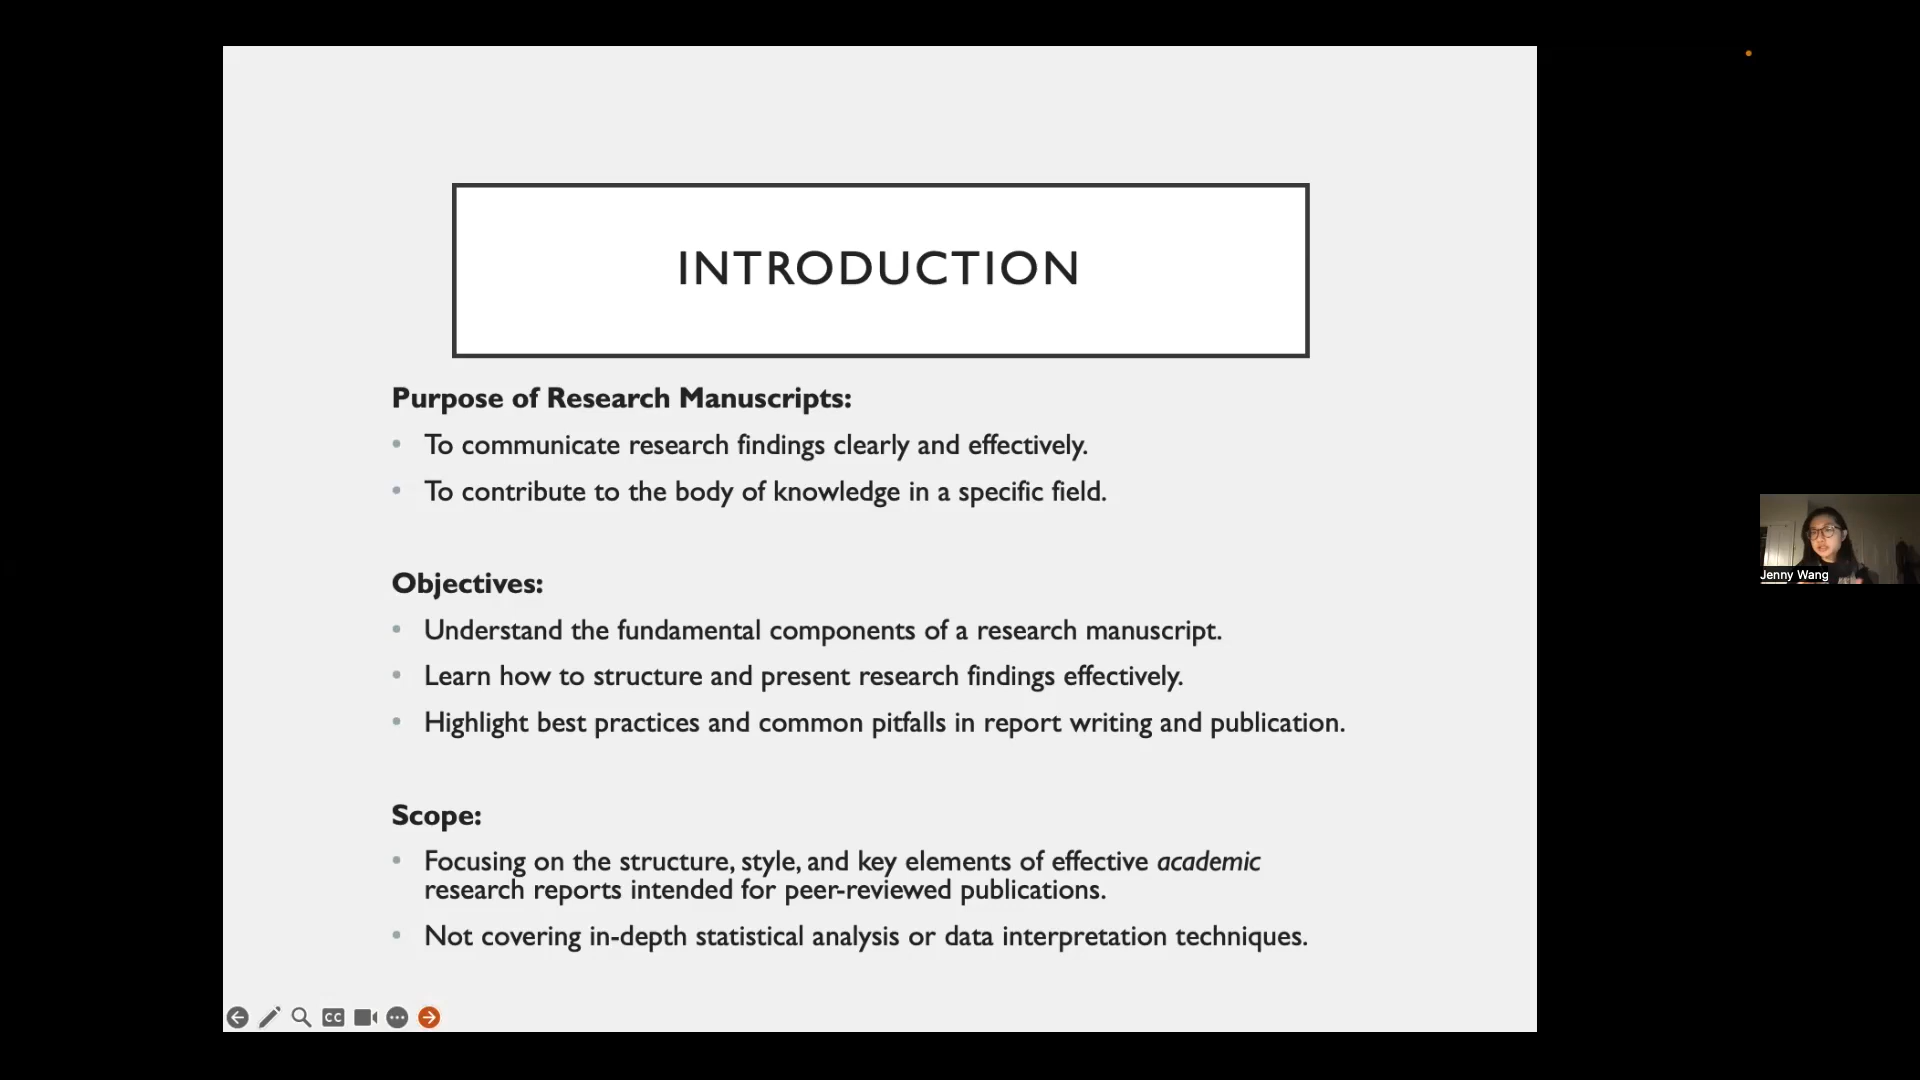 INTRODUCTION
Purpose of Research Manuscripts:
• To communicate research findings clearly and effectively.
• To contribute to the body of knowledge in a specific field.
Objectives:
• Understand the fundamental components of a research manuscript.
• Learn how to structure and present research findings effectively.
• Highlight best practices and common pitfalls in report writing and publication.
Scope:
• Focusing on the structure, style, and key elements of effective academic
research reports intended for peer-reviewed publications.
• Not covering in-depth statistical analysis or data interpretation techniques.
CC
Jenny Wang